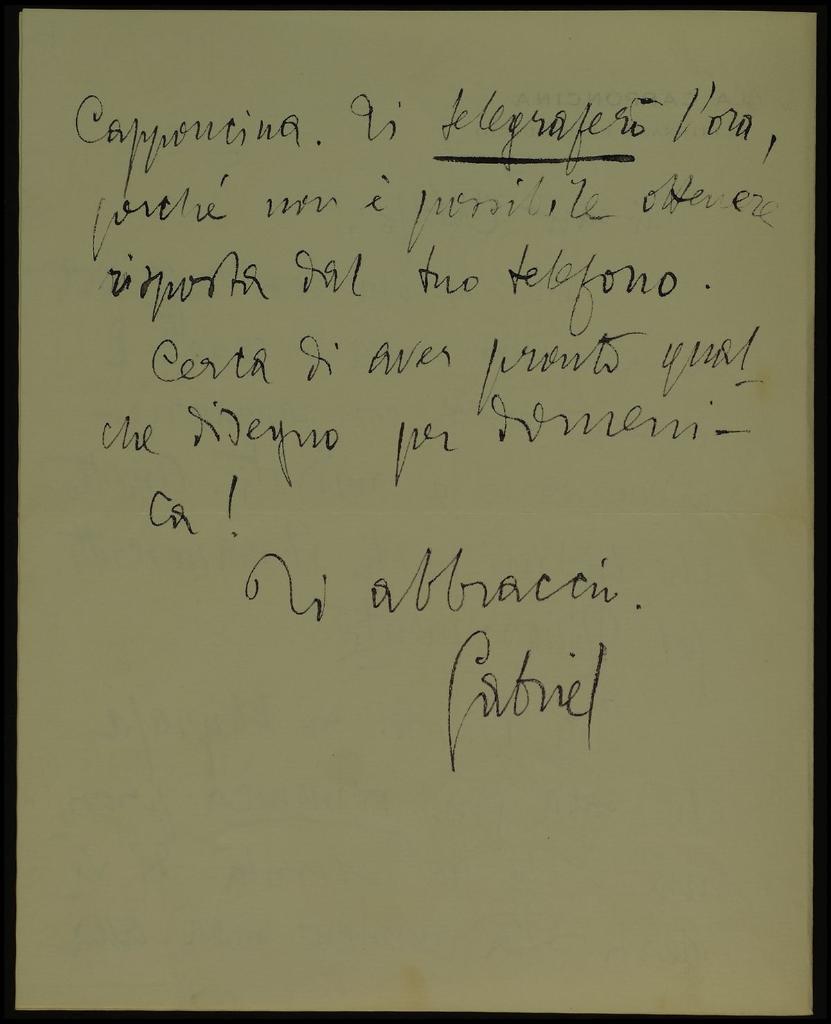 Capponcina. Ti telegraferò l'ora,
perché non è possibile ottenere
risposta dal tuo telefono.
Cerca di aver pronto qual-
che disegno per domeni-
ca!
Ti abbraccio.
Gabriel